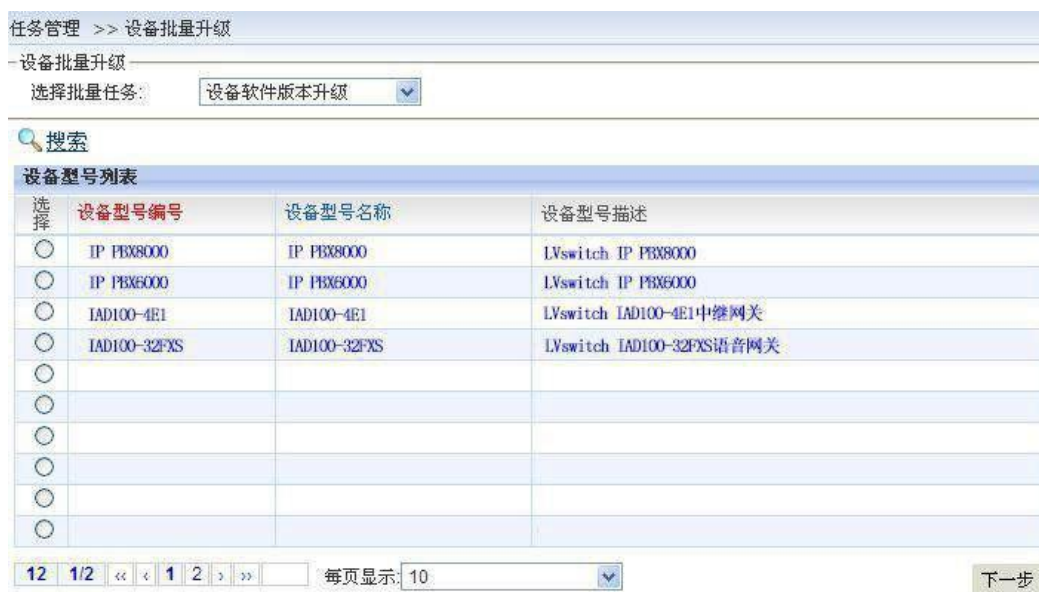 任务管理 >> 设备批量升级
设备批量升级
选择批量任务: 设备软件版本升级
搜索
设备型号列表
选择 设备型号编号 设备型号名称 设备型号描述
IP PBX8000 IP PBX8000 LVswitch IP PBX8000
IP PBX6000 IP PBX6000 LVswitch IP PBX6000
IAD100-4E1 IAD100-4E1 LVswitch IAD100-4E1中继网关
IAD100-32FXS IAD100-32FXS LVswitch IAD100-32FXS语音网关
12 1/2 « ‹ 1 2 › » 每页显示: 10 下一步